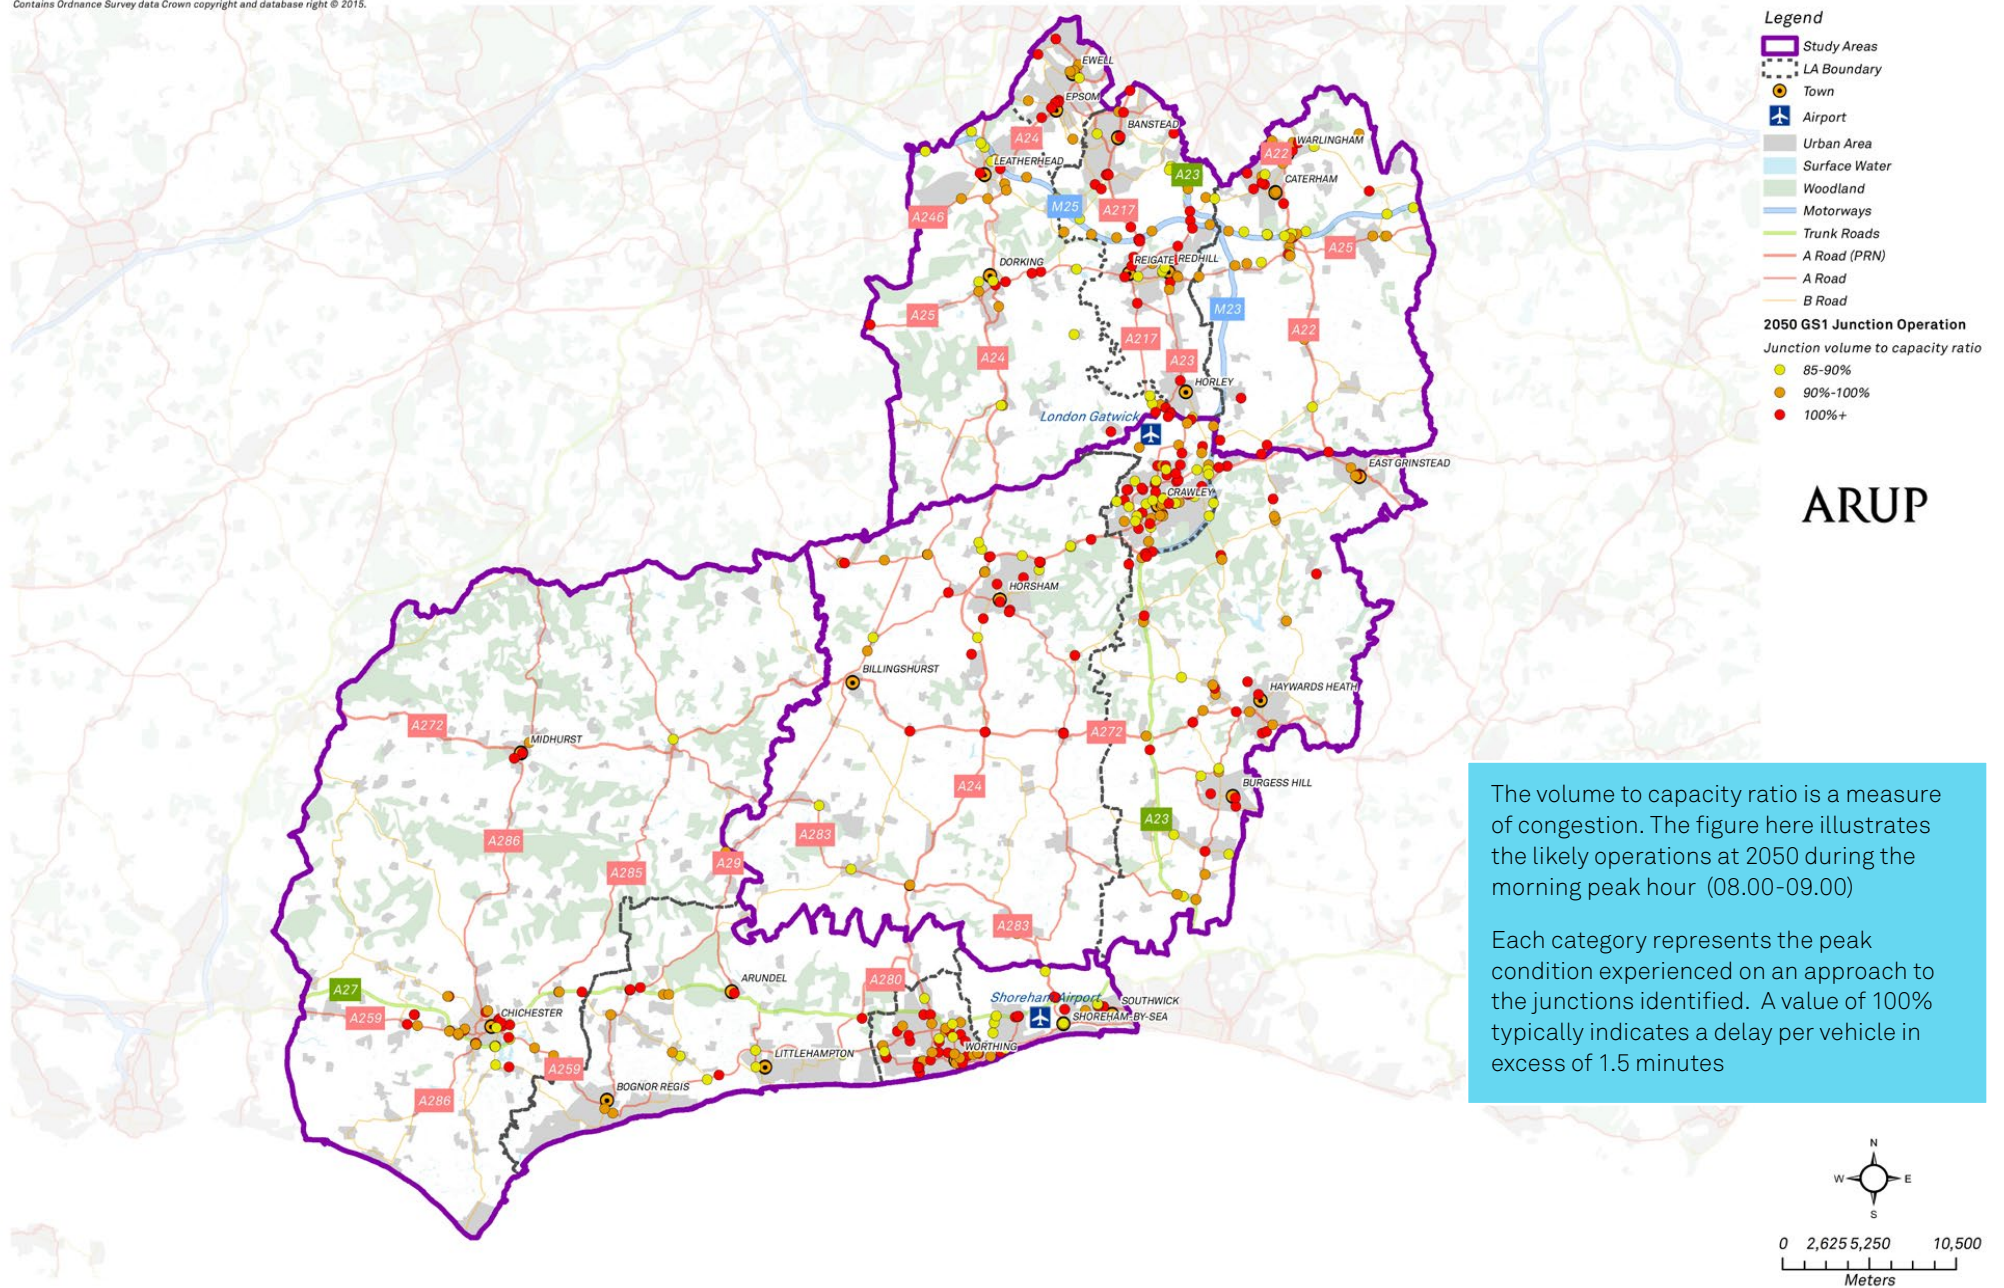 Contains Ordnance Survey data Crown copyright and database right © 2015.
Legend
Study Areas
LA Boundary
Town
Airport
Urban Area
Surface Water
Woodland
Motorways
Trunk Roads
A Road (PRN)
A Road
B Road
2050 GS1 Junction Operation
Junction volume to capacity ratio
85-90%
90%-100%
100%+
ARUP
EWELL
EPSOM
BANSTEAD
A24
WARLINGHAM
A22
LEATHERHEAD
A23
CATERHAM
M25
A217
A246
A25
DORKING
REIGATE
REDHILL
A25
M23
A22
A217
A24
A23
HORLEY
London Gatwick
EAST GRINSTEAD
CRAWLEY
HORSHAM
BILLINGSHURST
HAYWARDS HEATH
A272
MIDHURST
A272
A24
BURGESS HILL
A23
A283
A286
A29
A285
A283
ARUNDEL
A280
A27
Shoreham Airport
SOUTHWICK
CHICHESTER
A259
SHOREHAM-BY-SEA
WORTHING
LITTLEHAMPTON
A259
BOGNOR REGIS
A286
The volume to capacity ratio is a measure
of congestion. The figure here illustrates
the likely operations at 2050 during the
morning peak hour (08.00-09.00)
Each category represents the peak
condition experienced on an approach to
the junctions identified. A value of 100%
typically indicates a delay per vehicle in
excess of 1.5 minutes
N
W E
S
0 2,625 5,250 10,500
Meters